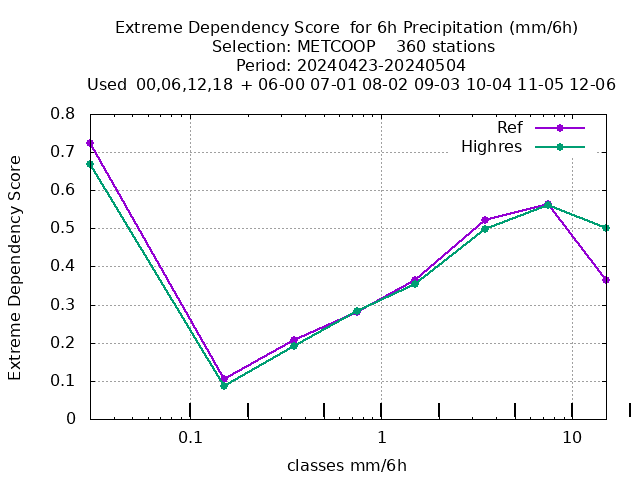 Extreme Dependency Score  for 6h Precipitation (mm/6h)
Selection: METCOOP    360 stations
Period: 20240423-20240504
Used  00,06,12,18  + 06-00 07-01 08-02 09-03 10-04 11-05 12-06
Ref
Highres
0.8
0.7
0.6
0.5
0.4
0.3
0.2
0.1
0
Extreme Dependency Score
0.1
1
10
classes mm/6h